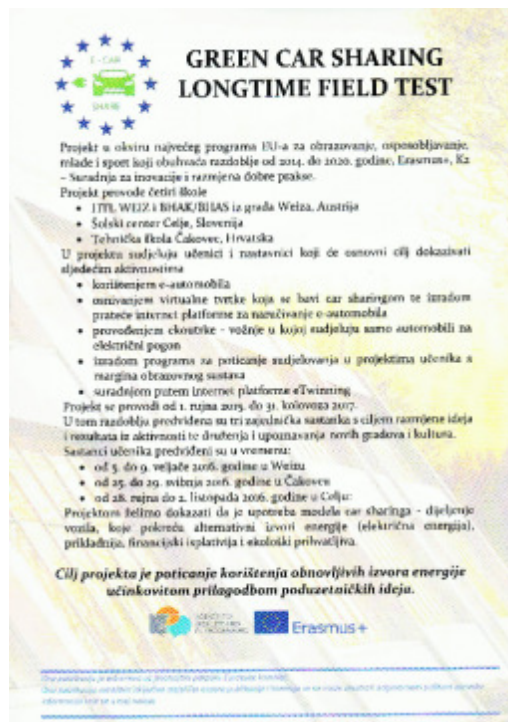 E - CAR
SHARE
GREEN CAR SHARING
LONGTIME FIELD TEST
Projekt u okviru najvećeg programa EU-a za obrazovanje, osposobljavanje,
mlade i sport koji obuhvaća razdoblje od 2014. do 2020. godine, Erasmus+, K2
– Suradnja za inovacije i razmjena dobre prakse.
Projekt provode četiri škole
• HTL WEIZ i BHAK/BHAS iz grada Weiza, Austrija
• Šolski center Celje, Slovenija
• Tehnička škola Čakovec, Hrvatska
U projektu sudjeluju učenici i nastavnici koji će osnovni cilj dokazivati
sljedećim aktivnostima
• korištenjem e-automobila
• osnivanjem virtualne tvrtke koja se bavi car sharingom te izradom
prateće internet platforme za naručivanje e-automobila
• provođenjem ekoutrke - vožnje u kojoj sudjeluju samo automobili na
električni pogon
• izradom programa za poticanje sudjelovanja u projektima učenika s
margina obrazovnog sustava
• suradnjom putem internet platforme eTwinning
Projekt se provodi od 1. rujna 2015. do 31. kolovoza 2017.
U tom razdoblju predviđena su tri zajednička sastanka s ciljem razmjene ideja
i rezultata iz aktivnosti te druženja i upoznavanja novih gradova i kultura.
Sastanci učenika predviđeni su u vremenu:
• od 5. do 9. veljače 2016. godine u Weizu
• od 25. do 29. svibnja 2016. godine u Čakovcu
• od 28. rujna do 2. listopada 2016. godine u Celju:
Projektom želimo dokazati da je upotreba modela car sharinga - dijeljenje
vozila, koje pokreću alternativni izvori energije (električna energija),
prikladnija, financijski isplativija i ekološki prihvatljiva.
Cilj projekta je poticanje korištenja obnovljivih izvora energije
učinkovitom prilagodbom poduzetničkih ideja.
Erasmus+